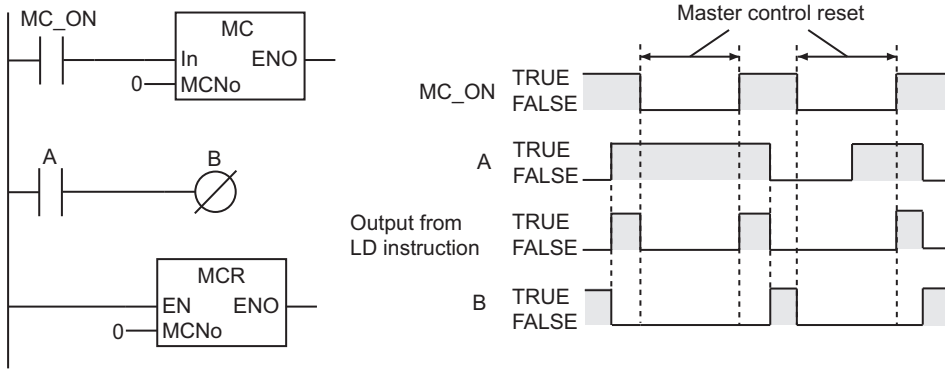 MC_ON
MC
In ENO
0 MCNo
A B
MCR
EN ENO
0 MCNo
Master control reset
MC_ON TRUE
FALSE
A TRUE
FALSE
Output from
LD instruction
TRUE
FALSE
B TRUE
FALSE